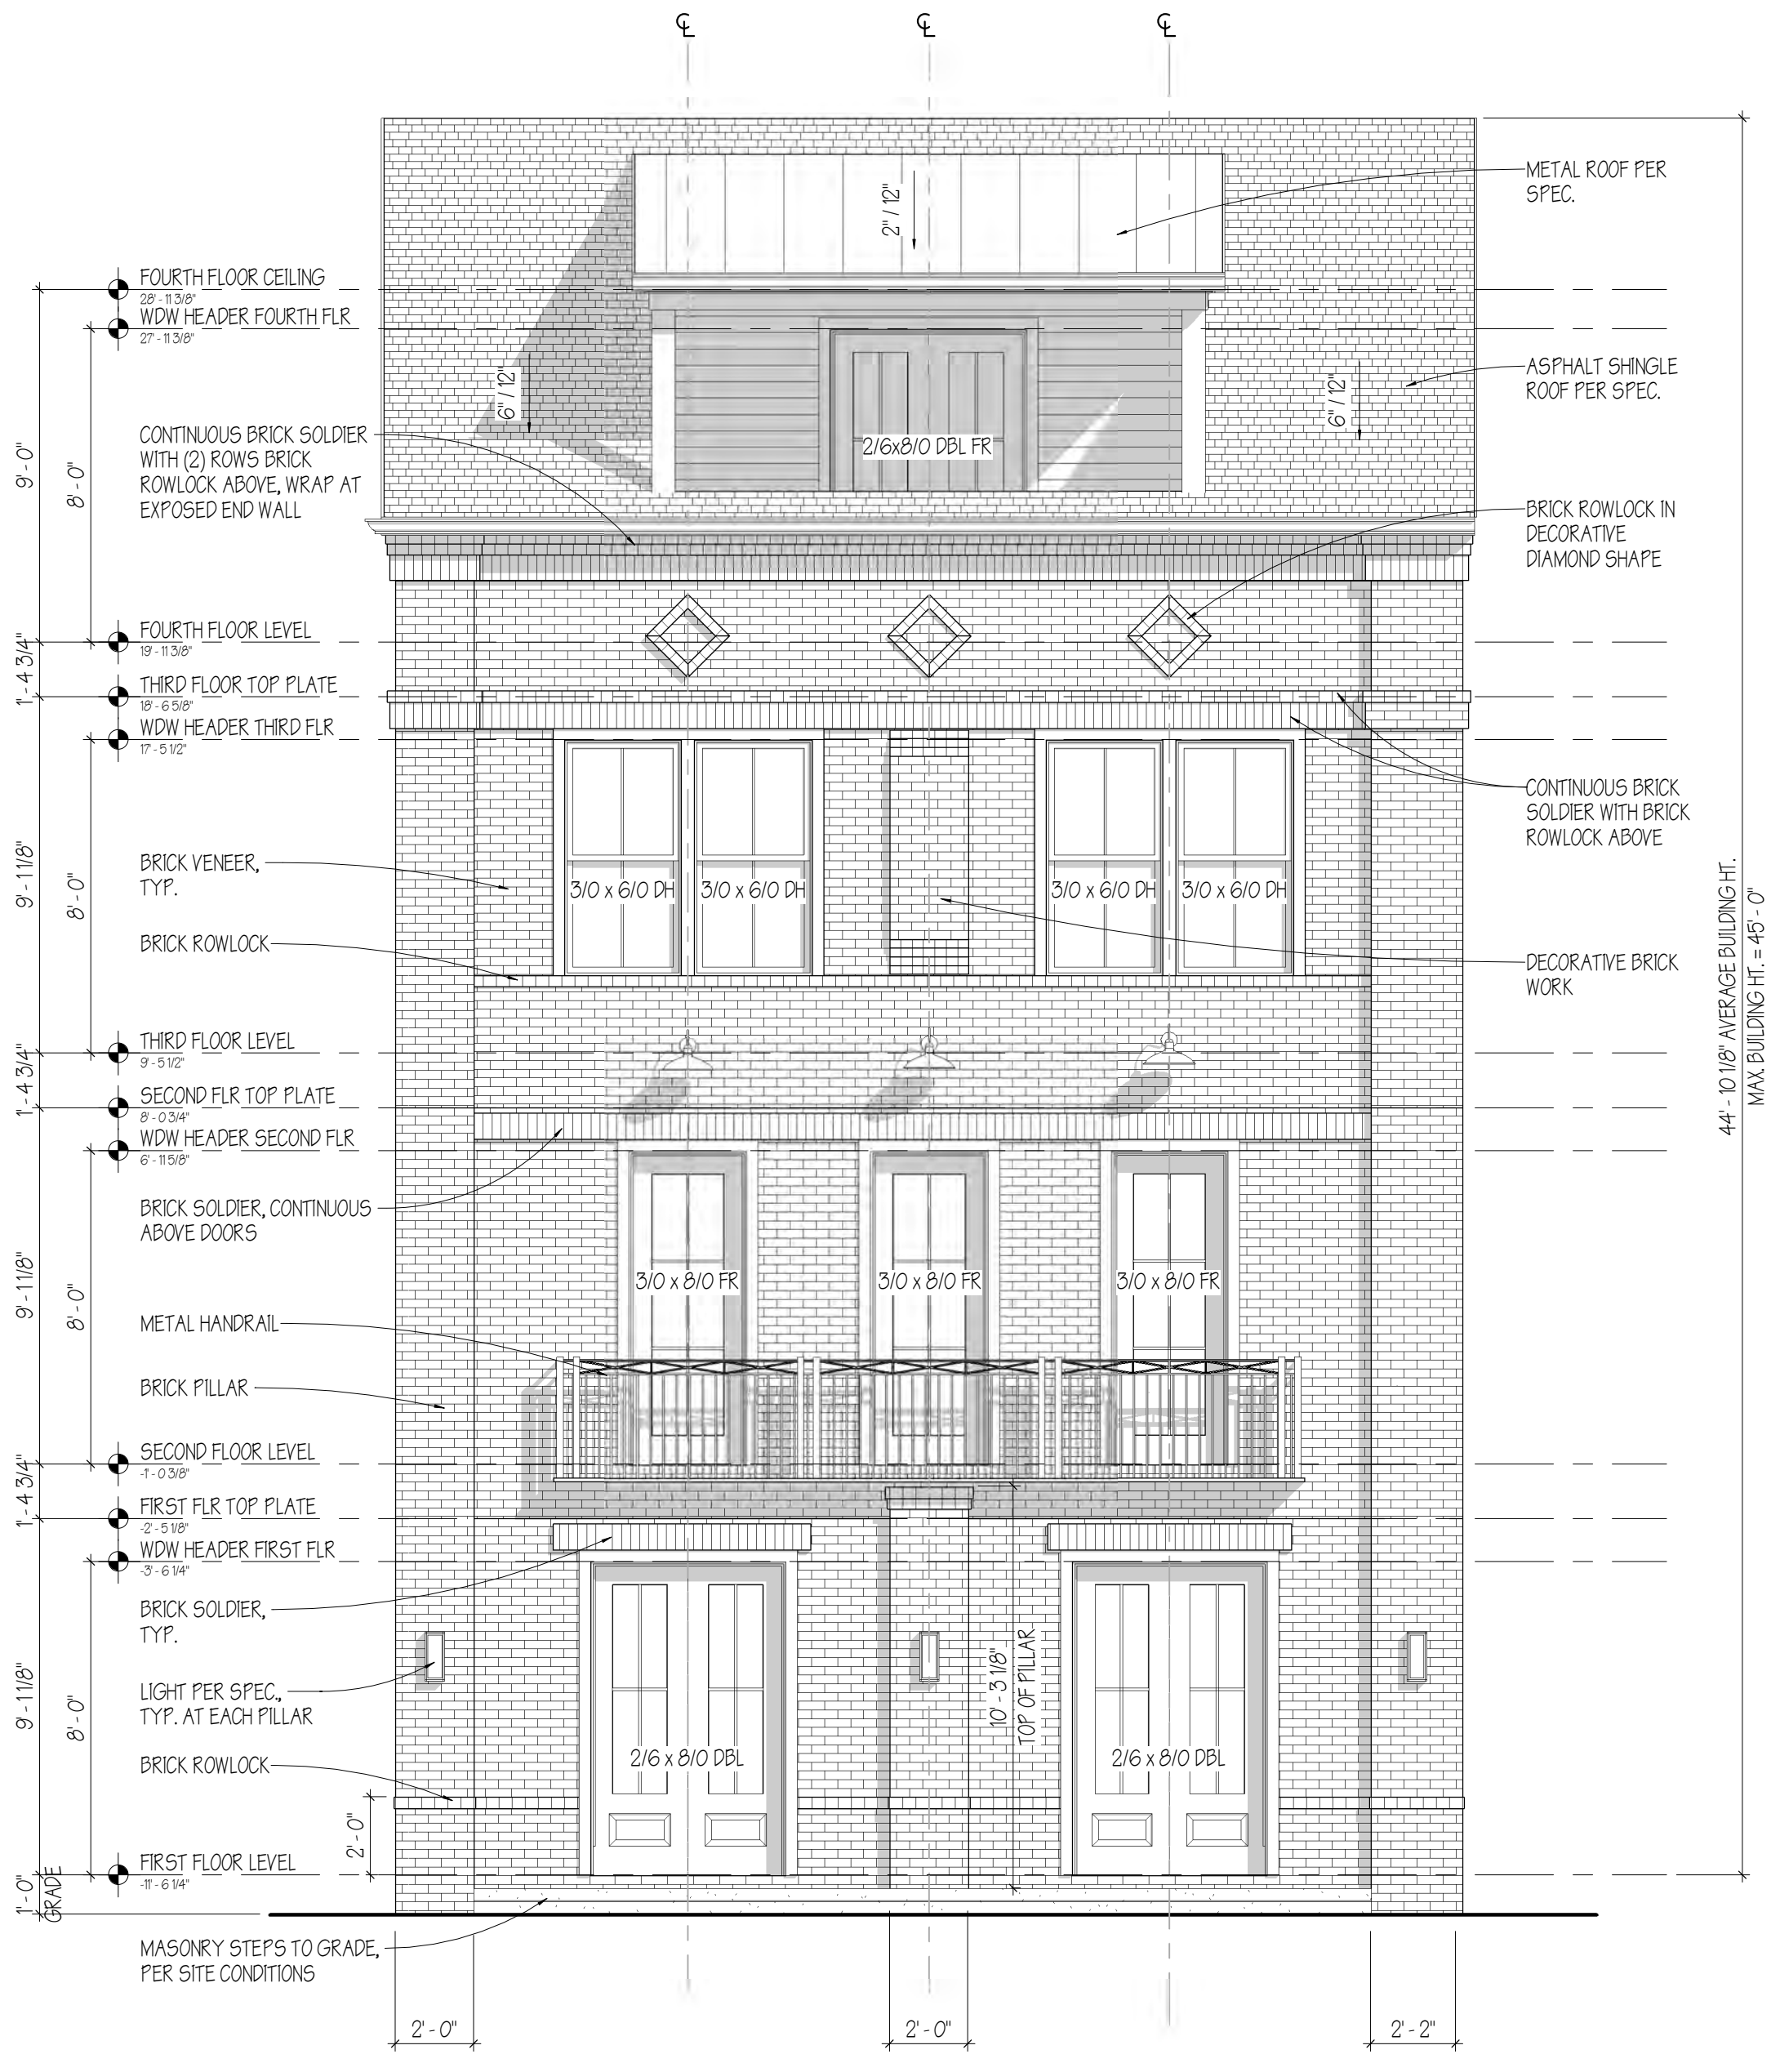 ℄ ℄ ℄
METAL ROOF PER
SPEC.
2" / 12"
FOURTH FLOOR CEILING
28' - 11 3/8"
WDW HEADER FOURTH FLR
27' - 11 3/8"
6" / 12"
6" / 12"
ASPHALT SHINGLE
ROOF PER SPEC.
CONTINUOUS BRICK SOLDIER
WITH (2) ROWS BRICK
ROWLOCK ABOVE, WRAP AT
EXPOSED END WALL
2/6x8/0 DBL FR
9' - 0"
8' - 0"
BRICK ROWLOCK IN
DECORATIVE
DIAMOND SHAPE
FOURTH FLOOR LEVEL
19' - 11 3/8"
1' - 4 3/4"
THIRD FLOOR TOP PLATE
18' - 6 5/8"
WDW HEADER THIRD FLR
17' - 5 1/2"
CONTINUOUS BRICK
SOLDIER WITH BRICK
ROWLOCK ABOVE
9' - 1 1/8"
8' - 0"
BRICK VENEER,
TYP.
3/0 x 6/0 DH
3/0 x 6/0 DH
3/0 x 6/0 DH
3/0 x 6/0 DH
BRICK ROWLOCK
DECORATIVE BRICK
WORK
44' - 10 1/8" AVERAGE BUILDING HT.
MAX. BUILDING HT. = 45' - 0"
THIRD FLOOR LEVEL
9' - 5 1/2"
1' - 4 3/4"
SECOND FLR TOP PLATE
8' - 0 3/4"
WDW HEADER SECOND FLR
6' - 11 5/8"
BRICK SOLDIER, CONTINUOUS
ABOVE DOORS
9' - 1 1/8"
8' - 0"
3/0 x 8/0 FR
3/0 x 8/0 FR
3/0 x 8/0 FR
METAL HANDRAIL
BRICK PILLAR
SECOND FLOOR LEVEL
-1' - 0 3/8"
1' - 4 3/4"
FIRST FLR TOP PLATE
-2' - 5 1/8"
WDW HEADER FIRST FLR
-3' - 6 1/4"
BRICK SOLDIER,
TYP.
9' - 1 1/8"
8' - 0"
LIGHT PER SPEC.,
TYP. AT EACH PILLAR
10' - 3 1/8"
TOP OF PILLAR
BRICK ROWLOCK
2/6 x 8/0 DBL
2/6 x 8/0 DBL
2' - 0"
FIRST FLOOR LEVEL
-11' - 6 1/4"
1' - 0"
GRADE
MASONRY STEPS TO GRADE,
PER SITE CONDITIONS
2' - 0"
2' - 0"
2' - 2"